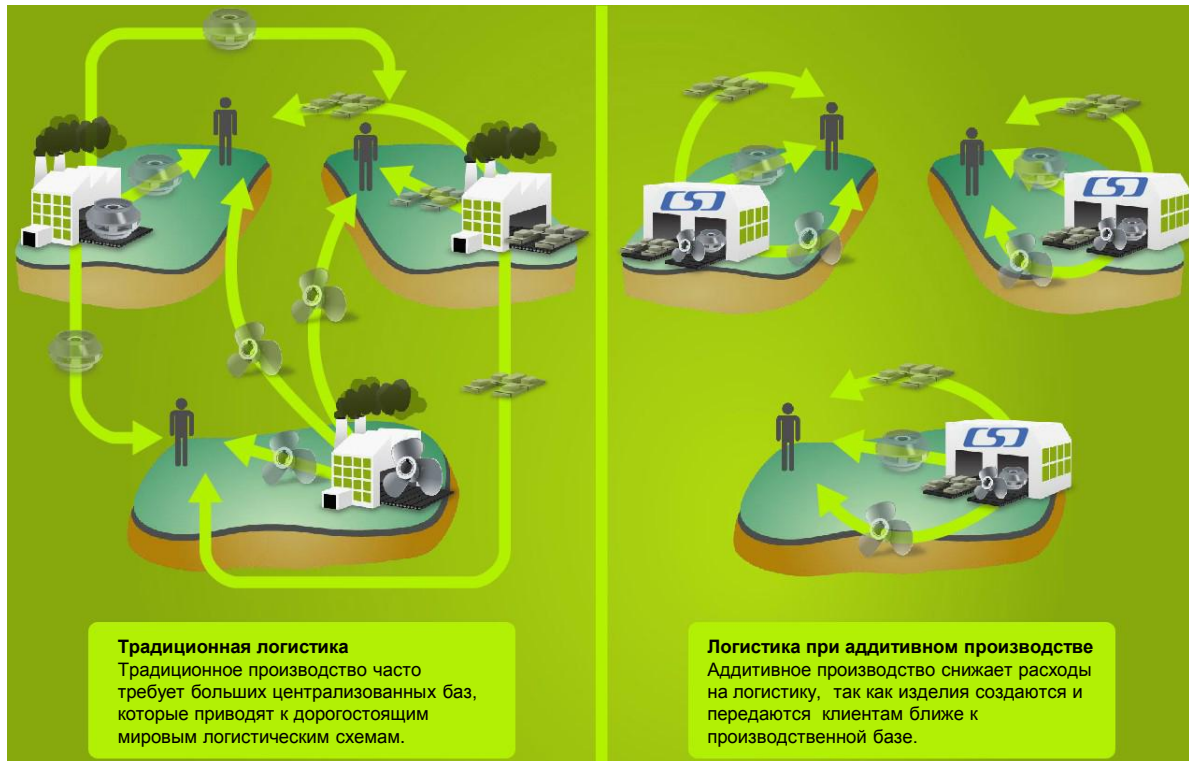 Традиционная логистика
Традиционное производство часто
требует больших централизованных баз,
которые приводят к дорогостоящим
мировым логистическим схемам.
Логистика при аддитивном производстве
Аддитивное производство снижает расходы
на логистику, так как изделия создаются и
передаются клиентам ближе к
производственной базе.